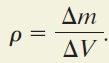 ρ = Δm / ΔV.